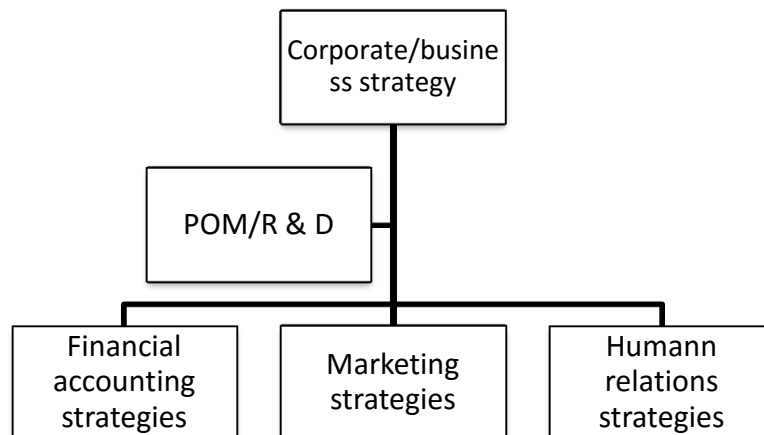 Corporate/busine
ss strategy
POM/R & D
Financial
accounting
strategies
Marketing
strategies
Humann
relations
strategies